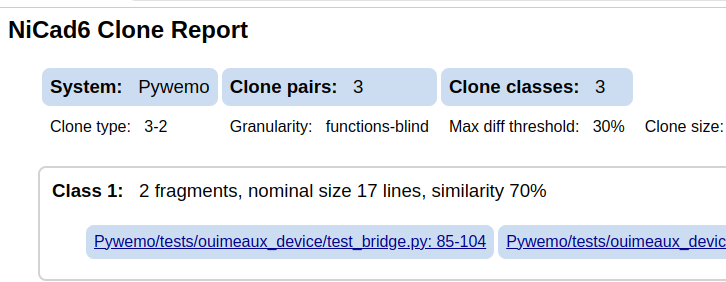 NiCad6 Clone Report
System: Pywemo Clone pairs: 3 Clone classes: 3
Clone type: 3-2 Granularity: functions-blind Max diff threshold: 30% Clone size:
Class 1: 2 fragments, nominal size 17 lines, similarity 70%
Pywemo/tests/ouimeaux_device/test_bridge.py: 85-104 Pywemo/tests/ouimeaux_devic